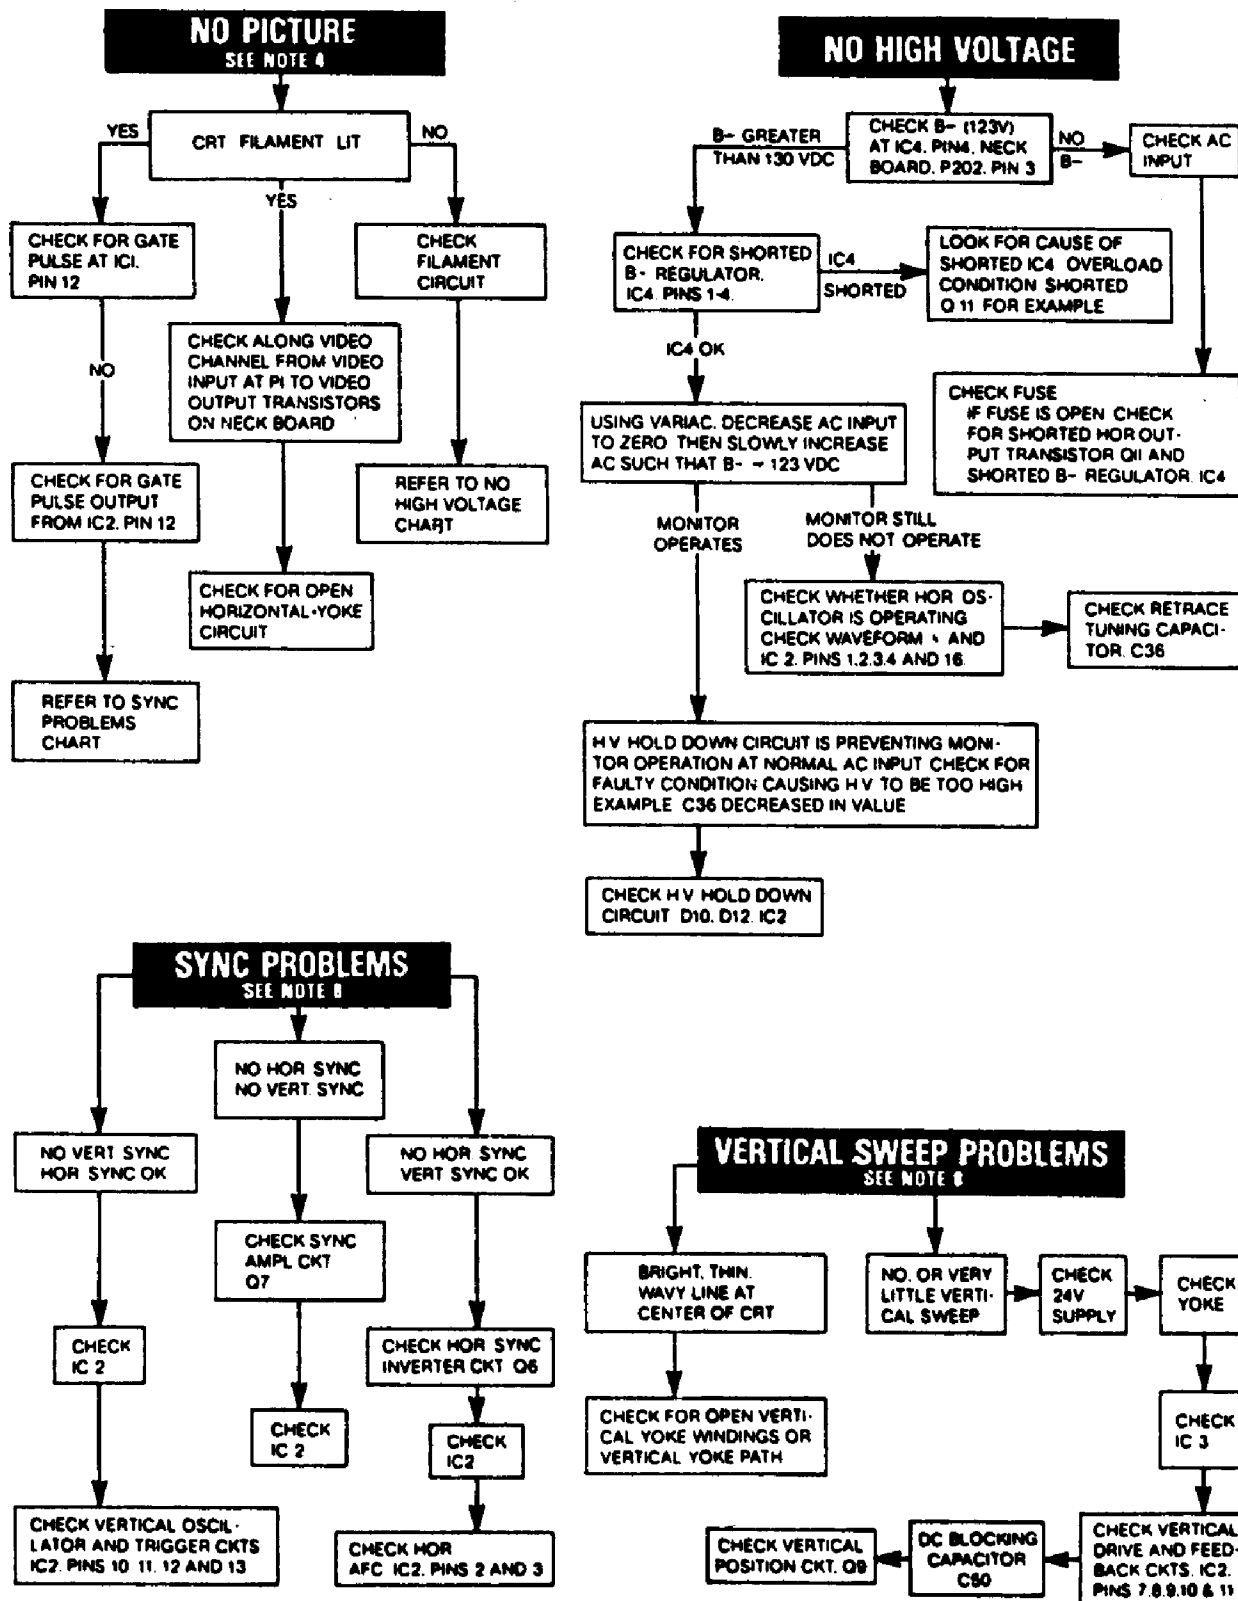 NO PICTURE
SEE NOTE 4
YES
CRT FILAMENT LIT
NO
YES
CHECK FOR GATE
PULSE AT IC1.
PIN 12
CHECK
FILAMENT
CIRCUIT
NO
CHECK ALONG VIDEO
CHANNEL FROM VIDEO
INPUT AT P1 TO VIDEO
OUTPUT TRANSISTORS
ON NECK BOARD
CHECK FOR GATE
PULSE OUTPUT
FROM IC2. PIN 12
REFER TO NO
HIGH VOLTAGE
CHART
CHECK FOR OPEN
HORIZONTAL-YOKE
CIRCUIT
REFER TO SYNC
PROBLEMS
CHART
NO HIGH VOLTAGE
B- GREATER
THAN 130 VDC
CHECK B- (123V)
AT IC4. PIN4. NECK
BOARD. P202. PIN 3
NO
B-
CHECK AC
INPUT
CHECK FOR SHORTED
B- REGULATOR.
IC4. PINS 1-4.
IC4
SHORTED
LOOK FOR CAUSE OF
SHORTED IC4 OVERLOAD
CONDITION SHORTED
Q 11 FOR EXAMPLE
IC4 OK
CHECK FUSE
IF FUSE IS OPEN CHECK
FOR SHORTED HOR OUT-
PUT TRANSISTOR Q11 AND
SHORTED B- REGULATOR IC4
USING VARIAC. DECREASE AC INPUT
TO ZERO THEN SLOWLY INCREASE
AC SUCH THAT B- = 123 VDC
MONITOR
OPERATES
MONITOR STILL
DOES NOT OPERATE
CHECK WHETHER HOR OS-
CILLATOR IS OPERATING
CHECK WAVEFORM AND
IC 2. PINS 1.2.3.4 AND 16.
CHECK RETRACE
TUNING CAPACI-
TOR. C36
H V HOLD DOWN CIRCUIT IS PREVENTING MONI-
TOR OPERATION AT NORMAL AC INPUT CHECK FOR
FAULTY CONDITION CAUSING H V TO BE TOO HIGH
EXAMPLE C36 DECREASED IN VALUE
CHECK H V HOLD DOWN
CIRCUIT D10. D12. IC2
SYNC PROBLEMS
SEE NOTE 8
NO HOR SYNC
NO VERT. SYNC
NO VERT SYNC
HOR SYNC OK
NO HOR SYNC
VERT SYNC OK
CHECK SYNC
AMPL CKT
Q7
CHECK
IC 2
CHECK HOR SYNC
INVERTER CKT Q6
CHECK
IC 2
CHECK
IC2
CHECK VERTICAL OSCIL-
LATOR AND TRIGGER CKTS
IC2. PINS 10 11. 12 AND 13
CHECK HOR
AFC IC2. PINS 2 AND 3
VERTICAL SWEEP PROBLEMS
SEE NOTE
BRIGHT. THIN.
WAVY LINE AT
CENTER OF CRT
NO. OR VERY
LITTLE VERTI-
CAL SWEEP
CHECK
24V
SUPPLY
CHECK
YOKE
CHECK FOR OPEN VERTI-
CAL YOKE WINDINGS OR
VERTICAL YOKE PATH
CHECK
IC 3
CHECK VERTICAL
DRIVE AND FEED-
BACK CKTS. IC2.
PINS 7.8.9.10 & 11
DC BLOCKING
CAPACITOR
C50
CHECK VERTICAL
POSITION CKT. Q9